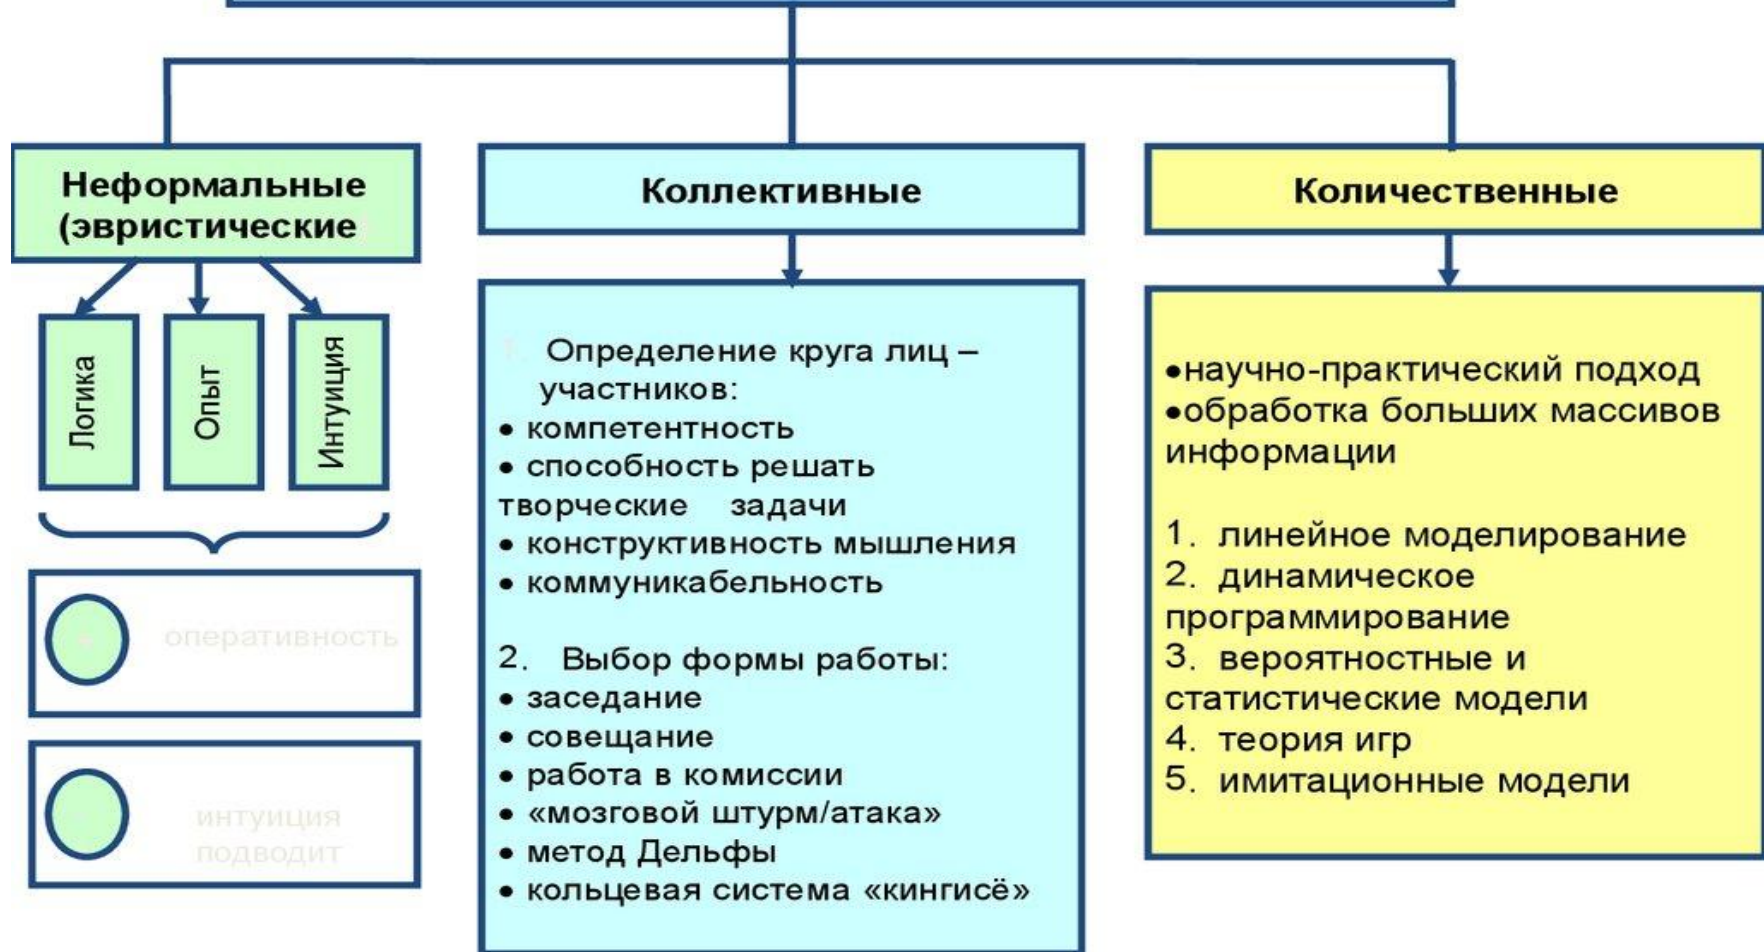 Неформальные
(эвристические
Логика
Опыт
Интуиция
оперативность
интуиция
подводит
Коллективные
1. Определение круга лиц –
участников:
• компетентность
• способность решать
творческие задачи
• конструктивность мышления
• коммуникабельность
2. Выбор формы работы:
• заседание
• совещание
• работа в комиссии
• «мозговой штурм/атака»
• метод Дельфы
• кольцевая система «кингисё»
Количественные
•научно-практический подход
•обработка больших массивов
информации
1. линейное моделирование
2. динамическое
программирование
3. вероятностные и
статистические модели
4. теория игр
5. имитационные модели